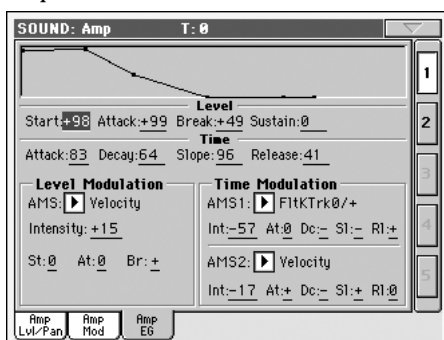 SOUND: Amp T:0
1
Level
Start:+98 Attack:+99 Break:+49 Sustain:0
2
Time
Attack:83 Decay:64 Slope:96 Release:41
3
Level Modulation Time Modulation
AMS: Velocity AMS1: FltKTrk0/+
Intensity:+15 Int:-57 At:0 Dc:- Sl:- Rl:+
4
St:0 At:0 Br:+ AMS2: Velocity
5
Int:-17 At:+ Dc:- Sl:+ Rl:0
Amp Lvl/Pan Amp Mod Amp EG